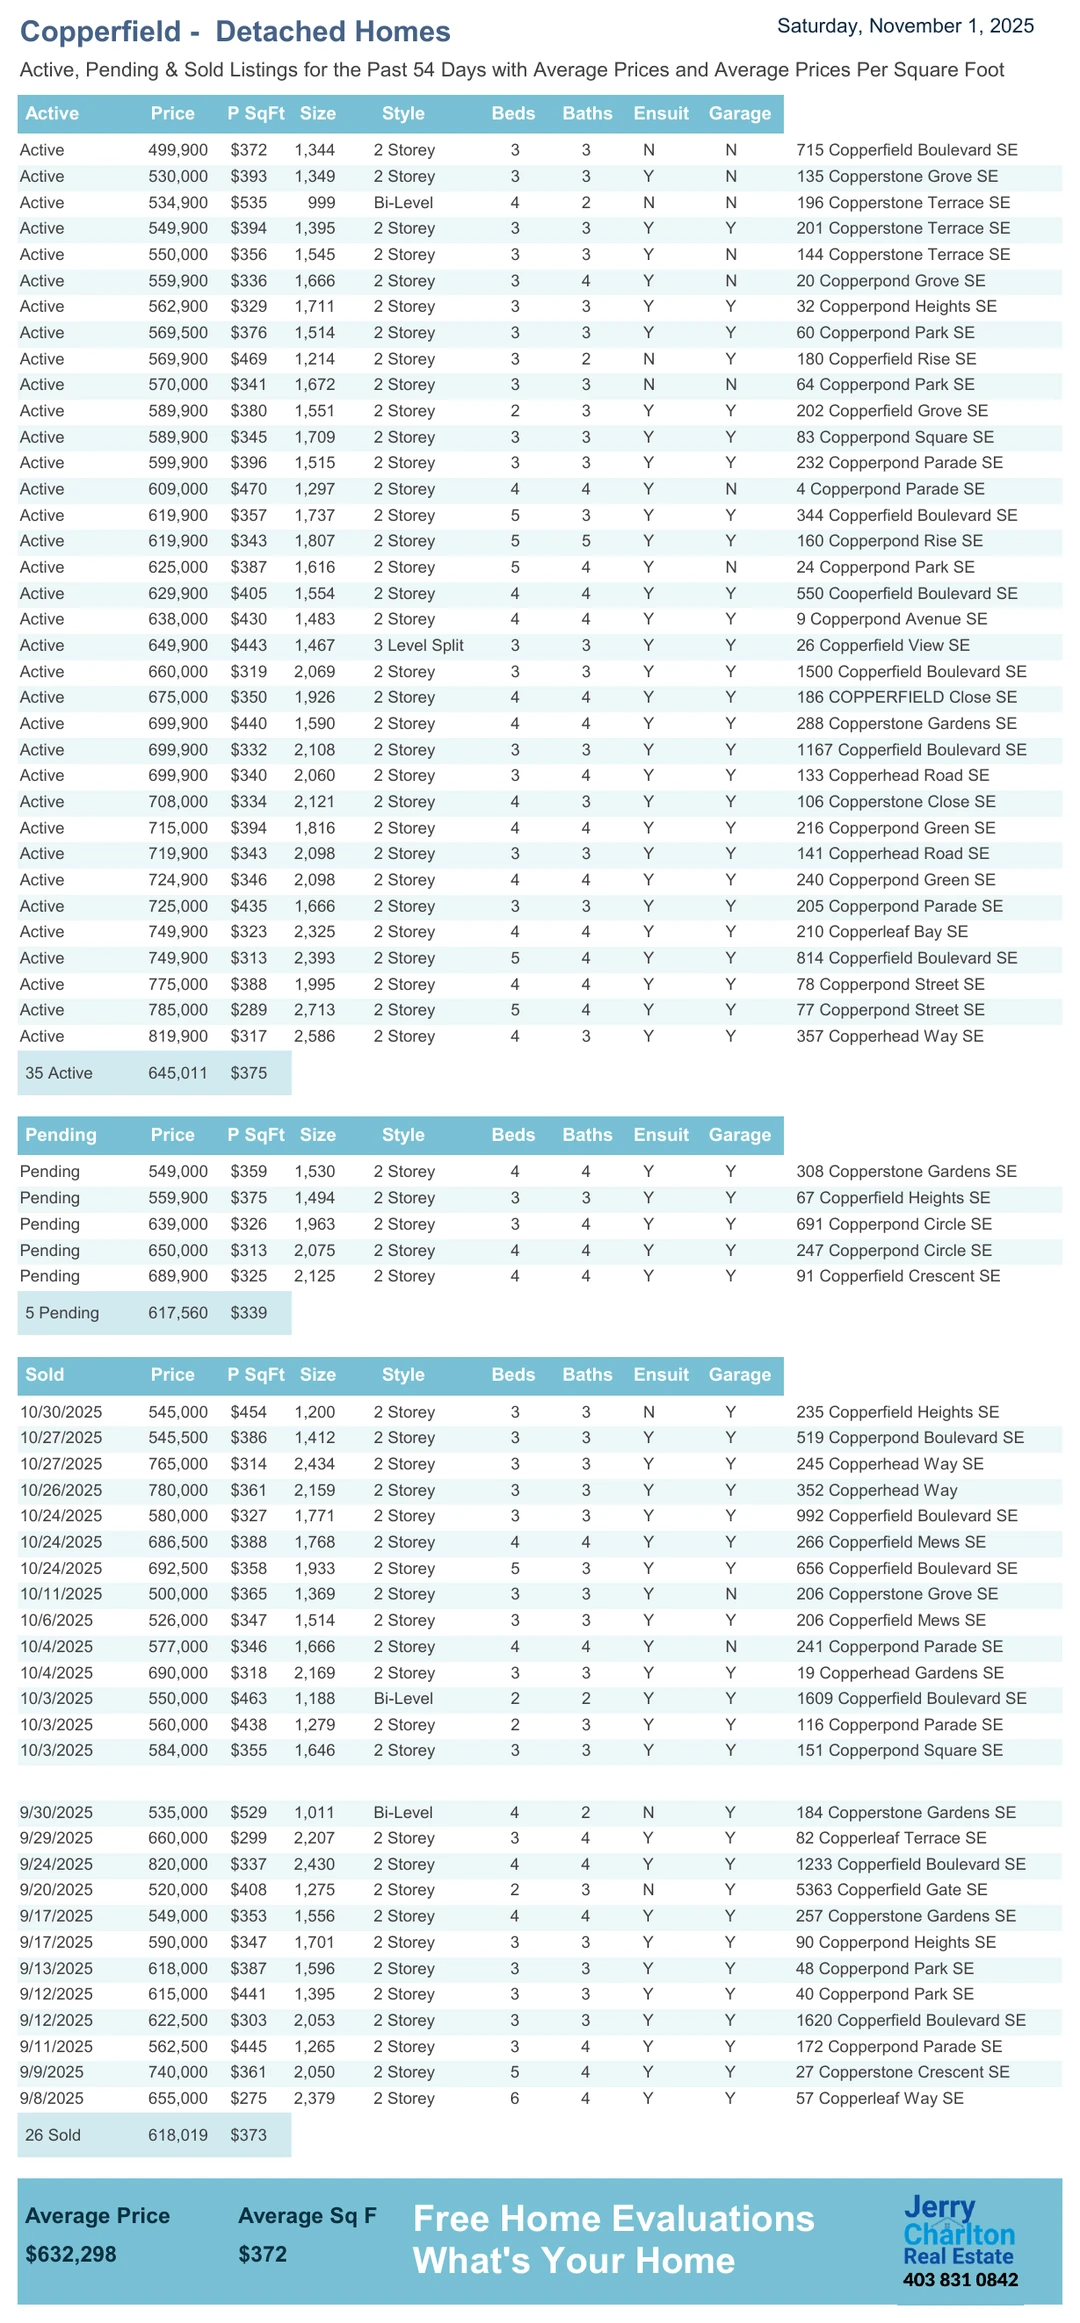 Copperfield - Detached Homes
Saturday, November 1, 2025
Active, Pending & Sold Listings for the Past 54 Days with Average Prices and Average Prices Per Square Foot
Active Price P SqFt Size Style Beds Baths Ensuit Garage
Active 499,900 $372 1,344 2 Storey 3 3 N N 715 Copperfield Boulevard SE
Active 530,000 $393 1,349 2 Storey 3 3 Y N 135 Copperstone Grove SE
Active 534,900 $535 999 Bi-Level 4 2 N N 196 Copperstone Terrace SE
Active 549,900 $394 1,395 2 Storey 3 3 Y Y 201 Copperstone Terrace SE
Active 550,000 $356 1,545 2 Storey 3 3 Y N 144 Copperstone Terrace SE
Active 559,900 $336 1,666 2 Storey 3 4 Y N 20 Copperpond Grove SE
Active 562,900 $329 1,711 2 Storey 3 3 Y Y 32 Copperpond Heights SE
Active 569,500 $376 1,514 2 Storey 3 3 Y Y 60 Copperpond Park SE
Active 569,900 $469 1,214 2 Storey 3 2 N Y 180 Copperfield Rise SE
Active 570,000 $341 1,672 2 Storey 3 3 N N 64 Copperpond Park SE
Active 589,900 $380 1,551 2 Storey 2 3 Y Y 202 Copperfield Grove SE
Active 589,900 $345 1,709 2 Storey 3 3 Y Y 83 Copperpond Square SE
Active 599,900 $396 1,515 2 Storey 3 3 Y Y 232 Copperpond Parade SE
Active 609,000 $470 1,297 2 Storey 4 4 Y N 4 Copperpond Parade SE
Active 619,900 $357 1,737 2 Storey 5 3 Y Y 344 Copperfield Boulevard SE
Active 619,900 $343 1,807 2 Storey 5 5 Y Y 160 Copperpond Rise SE
Active 625,000 $387 1,616 2 Storey 5 4 Y N 24 Copperpond Park SE
Active 629,900 $405 1,554 2 Storey 4 4 Y Y 550 Cooperfield Boulevard SE
Active 638,000 $430 1,483 2 Storey 4 4 Y Y 9 Copperpond Avenue SE
Active 649,900 $443 1,467 3 Level Split 3 3 Y Y 26 Copperfield View SE
Active 660,000 $319 2,069 2 Storey 3 3 Y Y 1500 Copperfield Boulevard SE
Active 675,000 $350 1,926 2 Storey 4 4 Y Y 186 COPPERFIELD Close SE
Active 699,900 $440 1,590 2 Storey 4 4 Y Y 288 Copperstone Gardens SE
Active 699,900 $332 2,108 2 Storey 3 3 Y Y 1167 Copperfield Boulevard SE
Active 699,900 $340 2,060 2 Storey 3 4 Y Y 133 Copperhead Road SE
Active 708,000 $334 2,121 2 Storey 4 3 Y Y 106 Copperstone Close SE
Active 715,000 $394 1,816 2 Storey 4 4 Y Y 216 Copperpond Green SE
Active 719,900 $343 2,098 2 Storey 3 3 Y Y 141 Copperhead Road SE
Active 724,900 $346 2,098 2 Storey 4 4 Y Y 240 Copperpond Green SE
Active 725,000 $435 1,666 2 Storey 3 3 Y Y 205 Copperpond Parade SE
Active 749,900 $323 2,325 2 Storey 4 4 Y Y 210 Copperleaf Bay SE
Active 749,900 $313 2,393 2 Storey 5 4 Y Y 814 Copperfield Boulevard SE
Active 775,000 $388 1,995 2 Storey 4 4 Y Y 78 Copperpond Street SE
Active 785,000 $289 2,713 2 Storey 5 4 Y Y 77 Copperpond Street SE
Active 819,900 $317 2,586 2 Storey 4 3 Y Y 357 Copperhead Way SE
35 Active 645,011 $375
Pending Price P SqFt Size Style Beds Baths Ensuit Garage
Pending 549,000 $359 1,530 2 Storey 4 4 Y Y 308 Copperstone Gardens SE
Pending 559,900 $375 1,494 2 Storey 3 3 Y Y 67 Copperfield Heights SE
Pending 639,000 $326 1,963 2 Storey 3 4 Y Y 691 Copperpond Circle SE
Pending 650,000 $313 2,075 2 Storey 4 4 Y Y 247 Copperpond Circle SE
Pending 689,900 $325 2,125 2 Storey 4 4 Y Y 91 Copperfield Crescent SE
5 Pending 617,560 $339
Sold Price P SqFt Size Style Beds Baths Ensuit Garage
10/30/2025 545,000 $454 1,200 2 Storey 3 3 N Y 235 Copperfield Heights SE
10/27/2025 545,500 $386 1,412 2 Storey 3 3 Y Y 519 Copperpond Boulevard SE
10/27/2025 765,000 $314 2,434 2 Storey 3 3 Y Y 245 Copperhead Way SE
10/26/2025 780,000 $361 2,159 2 Storey 3 3 Y Y 352 Copperhead Way
10/24/2025 580,000 $327 1,771 2 Storey 3 3 Y Y 992 Copperfield Boulevard SE
10/24/2025 686,500 $388 1,768 2 Storey 4 4 Y Y 266 Copperfield Mews SE
10/24/2025 692,500 $358 1,933 2 Storey 5 3 Y Y 656 Copperfield Boulevard SE
10/11/2025 500,000 $365 1,369 2 Storey 3 3 Y N 206 Copperstone Grove SE
10/6/2025 526,000 $347 1,514 2 Storey 3 3 Y Y 206 Copperfield Mews SE
10/4/2025 577,000 $346 1,666 2 Storey 4 4 Y N 241 Copperpond Parade SE
10/4/2025 690,000 $318 2,169 2 Storey 3 3 Y Y 19 Copperhead Gardens SE
10/3/2025 550,000 $463 1,188 Bi-Level 2 2 Y Y 1609 Copperfield Boulevard SE
10/3/2025 560,000 $438 1,279 2 Storey 2 3 Y Y 116 Copperpond Parade SE
10/3/2025 584,000 $355 1,646 2 Storey 3 3 Y Y 151 Copperpond Square SE
9/30/2025 535,000 $529 1,011 Bi-Level 4 2 N Y 184 Copperstone Gardens SE
9/29/2025 660,000 $299 2,207 2 Storey 3 4 Y Y 82 Copperleaf Terrace SE
9/24/2025 820,000 $337 2,430 2 Storey 4 4 Y Y 1233 Copperfield Boulevard SE
9/20/2025 520,000 $408 1,275 2 Storey 2 3 N Y 5363 Copperfield Gate SE
9/17/2025 549,000 $353 1,556 2 Storey 4 4 Y Y 257 Copperstone Gardens SE
9/17/2025 590,000 $347 1,701 2 Storey 3 3 Y Y 90 Copperpond Heights SE
9/13/2025 618,000 $387 1,596 2 Storey 3 3 Y Y 48 Copperpond Park SE
9/12/2025 615,000 $441 1,395 2 Storey 3 3 Y Y 40 Copperpond Park SE
9/12/2025 622,500 $303 2,053 2 Storey 3 3 Y Y 1620 Copperfield Boulevard SE
9/11/2025 562,500 $445 1,265 2 Storey 3 4 Y Y 172 Copperpond Parade SE
9/9/2025 740,000 $361 2,050 2 Storey 5 4 Y Y 27 Copperstone Crescent SE
9/8/2025 655,000 $275 2,379 2 Storey 6 4 Y Y 57 Copperleaf Way SE
26 Sold 618,019 $373
Average Price Average Sq F
$632,298 $372
Free Home Evaluations
What's Your Home
Jerry
Charlton
Real Estate
403 831 0842